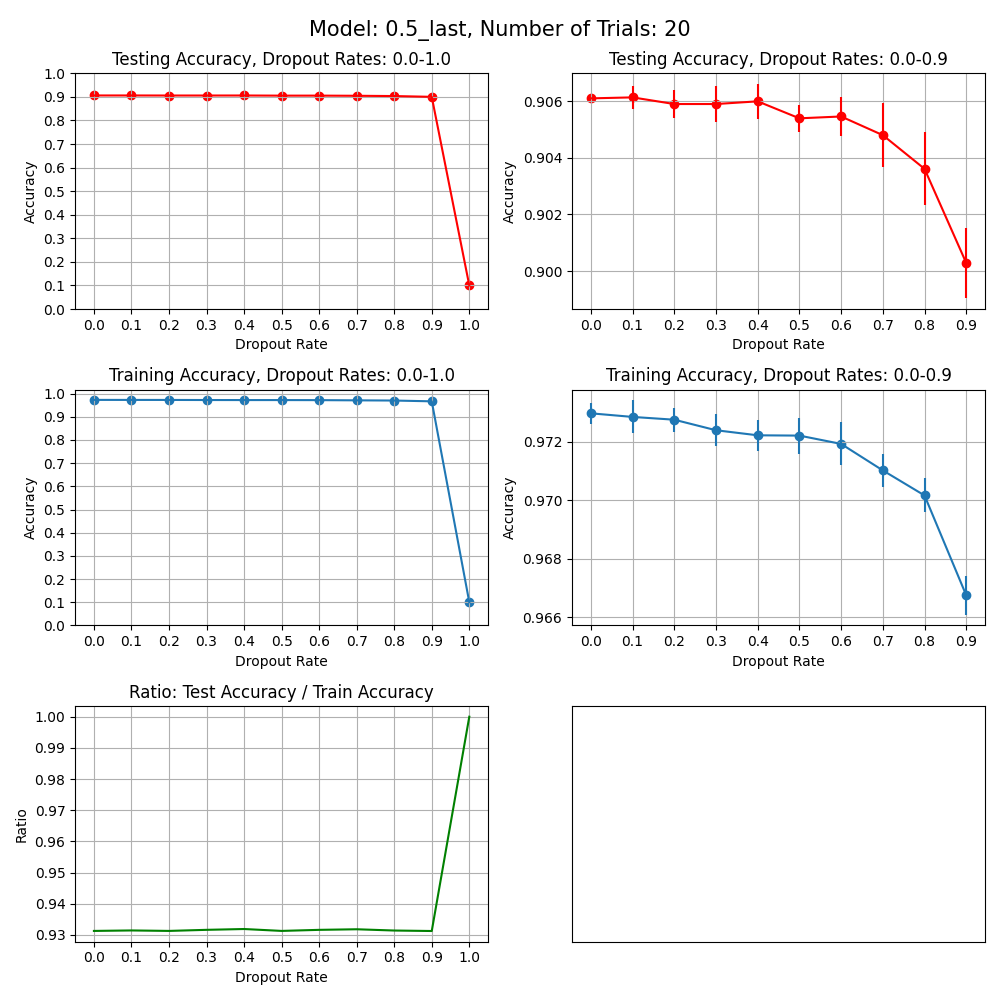 Model: 0.5_last, Number of Trials: 20
Testing Accuracy, Dropout Rates: 0.0-1.0
Accuracy
1.0
0.9
0.8
0.7
0.6
0.5
0.4
0.3
0.2
0.1
0.0
0.0 0.1 0.2 0.3 0.4 0.5 0.6 0.7 0.8 0.9 1.0
Dropout Rate
Testing Accuracy, Dropout Rates: 0.0-0.9
Accuracy
0.906
0.904
0.902
0.900
0.0 0.1 0.2 0.3 0.4 0.5 0.6 0.7 0.8 0.9
Dropout Rate
Training Accuracy, Dropout Rates: 0.0-1.0
Accuracy
1.0
0.9
0.8
0.7
0.6
0.5
0.4
0.3
0.2
0.1
0.0
0.0 0.1 0.2 0.3 0.4 0.5 0.6 0.7 0.8 0.9 1.0
Dropout Rate
Training Accuracy, Dropout Rates: 0.0-0.9
Accuracy
0.972
0.970
0.968
0.966
0.0 0.1 0.2 0.3 0.4 0.5 0.6 0.7 0.8 0.9
Dropout Rate
Ratio: Test Accuracy / Train Accuracy
Ratio
1.00
0.99
0.98
0.97
0.96
0.95
0.94
0.93
0.0 0.1 0.2 0.3 0.4 0.5 0.6 0.7 0.8 0.9 1.0
Dropout Rate